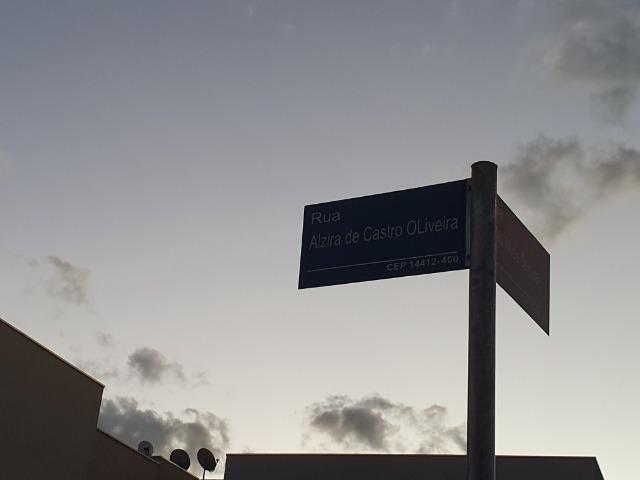 Rua
Alzira de Castro OLiveira
CEP 14412-400